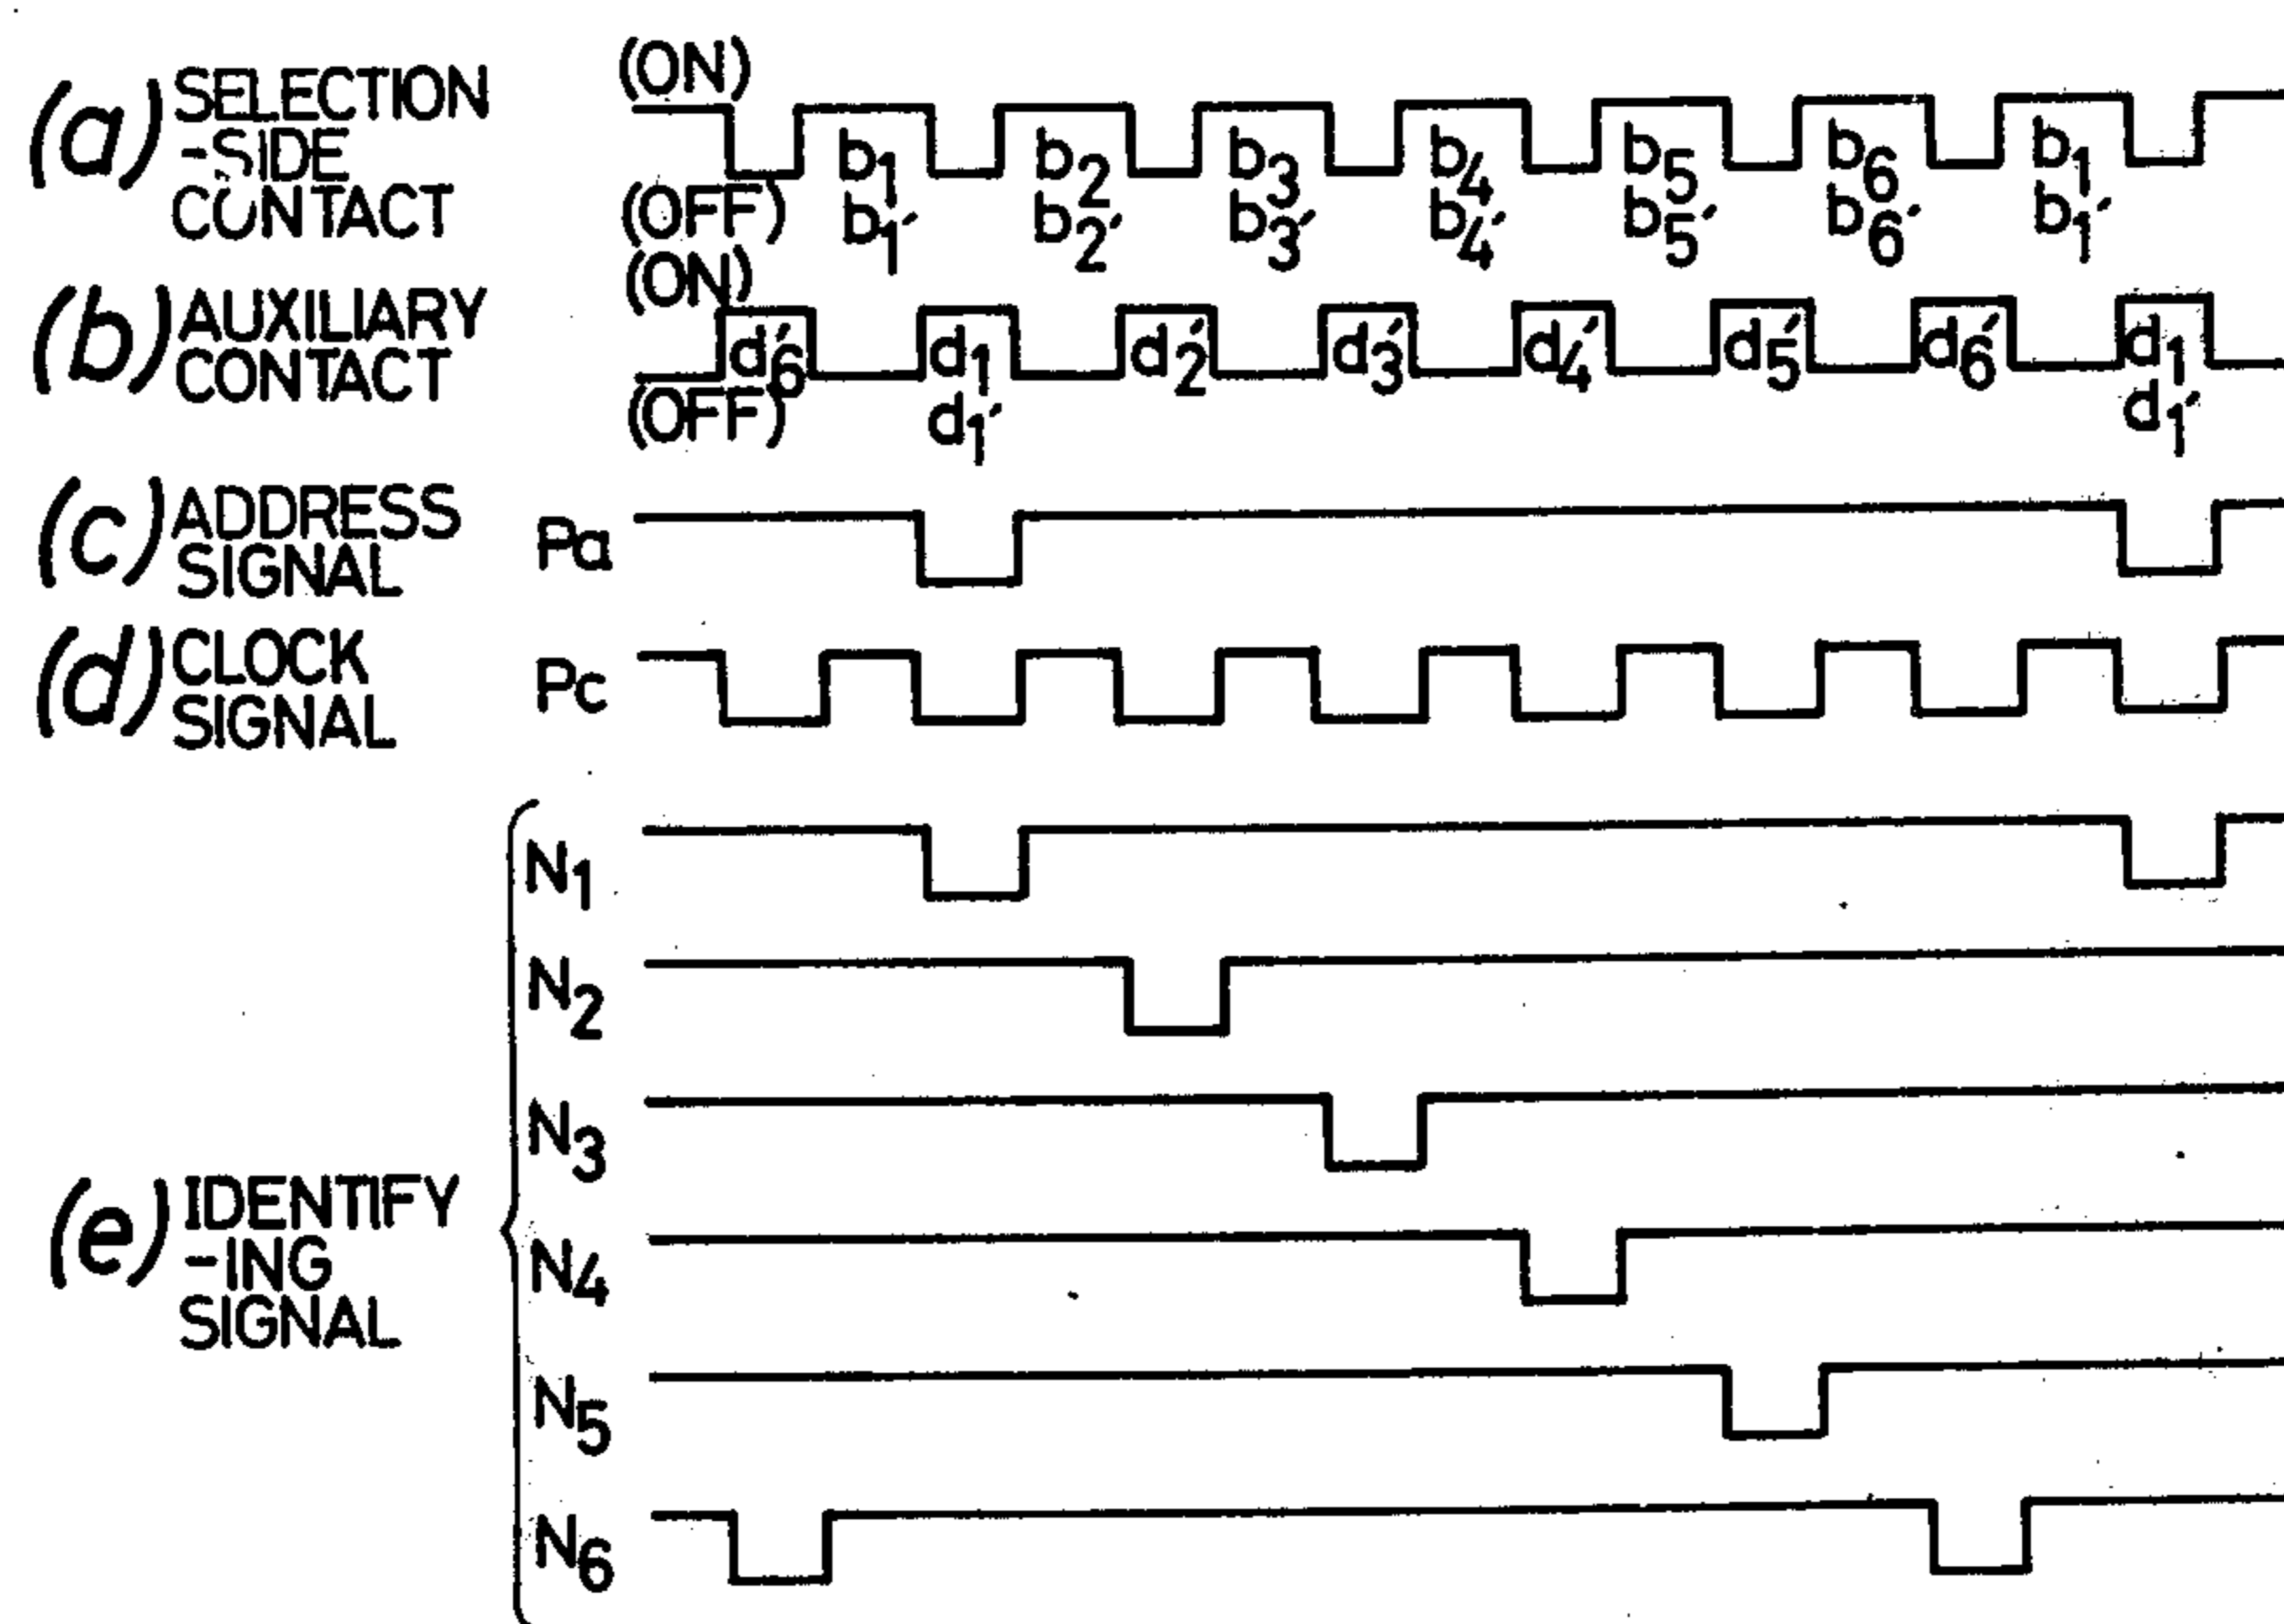 (a) SELECTION
-SIDE
CONTACT
(ON)
(OFF)
b1 b2 b3 b4 b5 b6 b1
b1′ b2′ b3′ b4′ b5′ b6′ b1′
(b) AUXILIARY
CONTACT
(ON)
(OFF)
d6′ d1 d2′ d3′ d4′ d5′ d6′ d1
d1′ d1′
(c) ADDRESS
SIGNAL
Pa
(d) CLOCK
SIGNAL
Pc
(e) IDENTIFY
-ING
SIGNAL
N1
N2
N3
N4
N5
N6